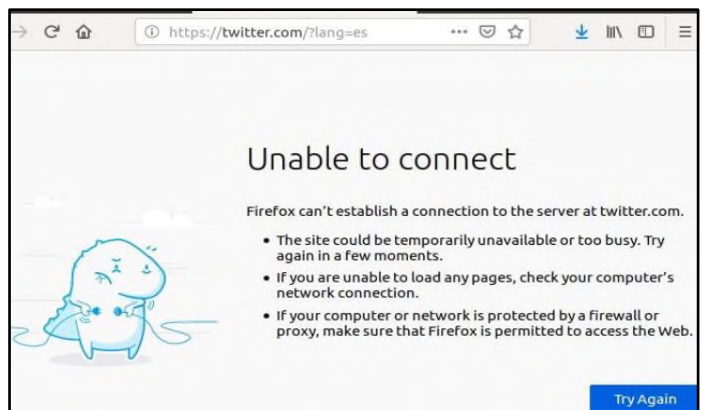 https://twitter.com/?lang=es
Unable to connect
Firefox can't establish a connection to the server at twitter.com.
• The site could be temporarily unavailable or too busy. Try
again in a few moments.
• If you are unable to load any pages, check your computer's
network connection.
• If your computer or network is protected by a firewall or
proxy, make sure that Firefox is permitted to access the Web.
Try Again